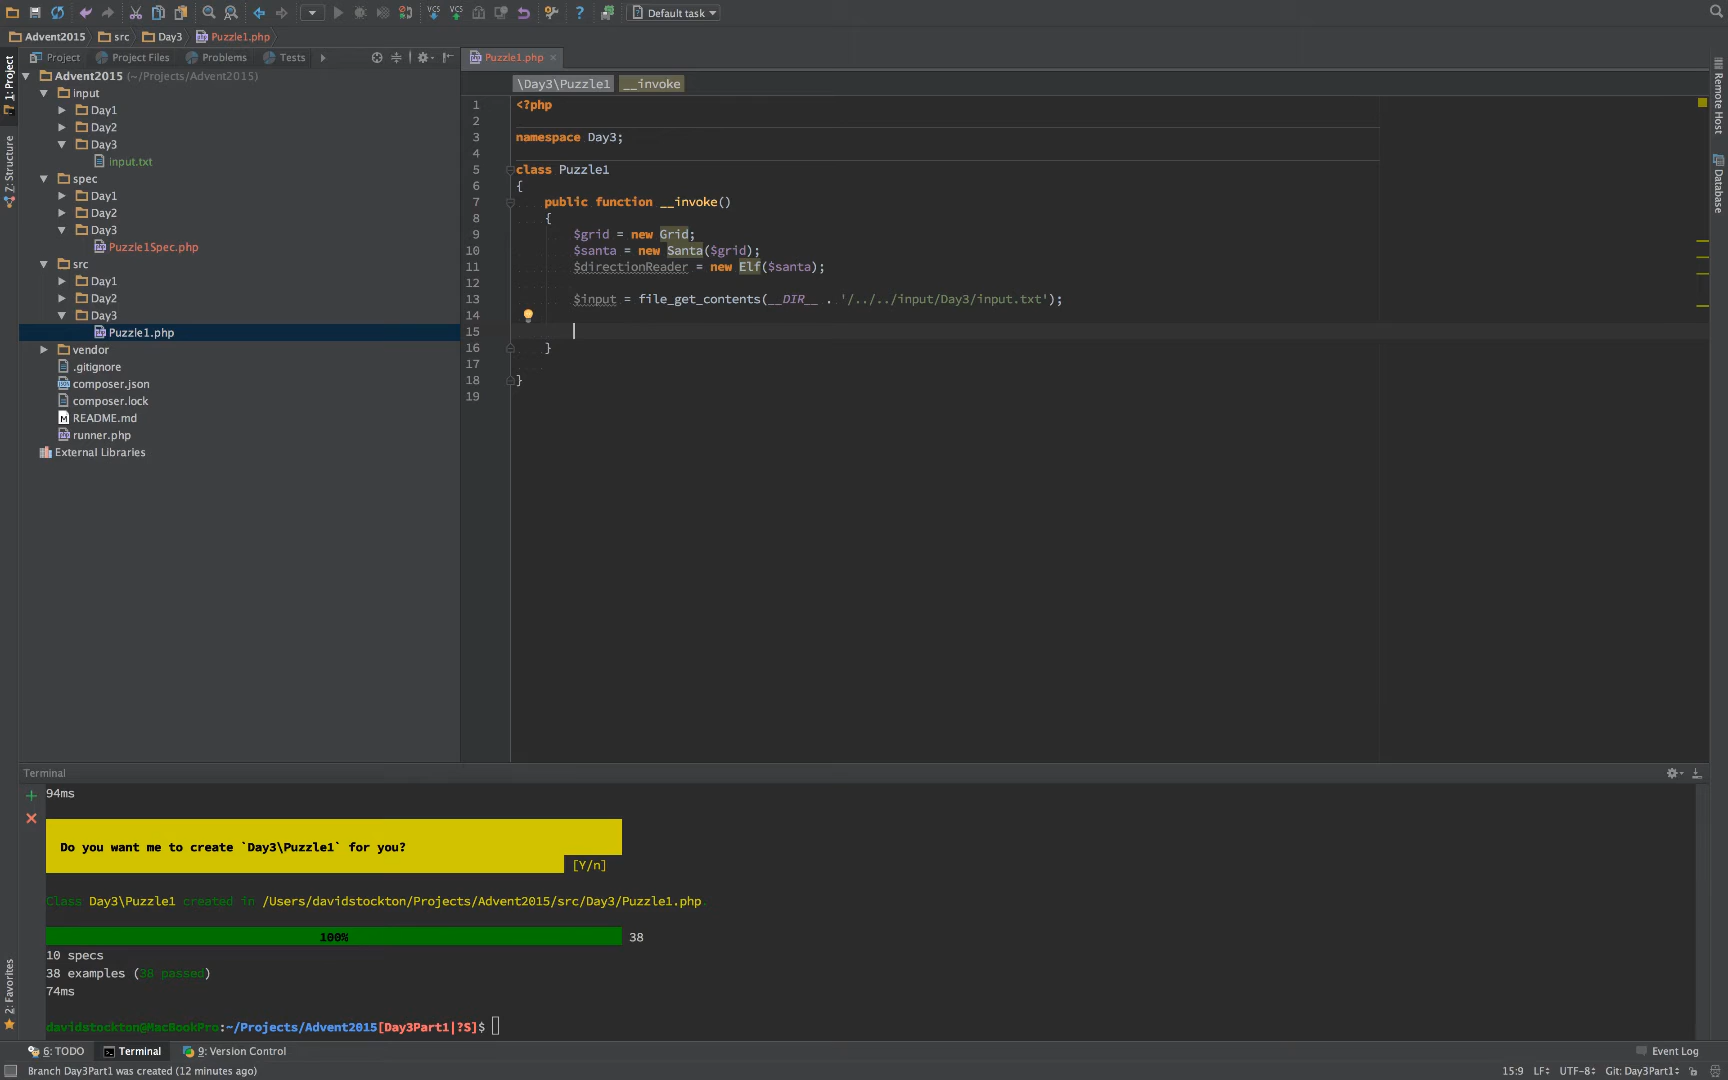 Default task
Advent2015 src Day3 Puzzle1.php
1: Project
Z: Structure
2: Favorites
Project Project Files Problems Tests
Advent2015 (~/Projects/Advent2015)
input
Day1
Day2
Day3
input.txt
spec
Day1
Day2
Day3
Puzzle1Spec.php
src
Day1
Day2
Day3
Puzzle1.php
vendor
.gitignore
composer.json
composer.lock
README.md
runner.php
External Libraries
Puzzle1.php
\Day3\Puzzle1 __invoke
1 <?php
2
3 namespace Day3;
4
5 class Puzzle1
6 {
7 public function __invoke()
8 {
9 $grid = new Grid;
10 $santa = new Santa($grid);
11 $directionReader = new Elf($santa);
12
13 $input = file_get_contents(__DIR__ . '/../../input/Day3/input.txt');
14
15
16 }
17
18 }
19
Remote Host
Database
Terminal
94ms
Do you want me to create `Day3\Puzzle1` for you?
[Y/n]
Class Day3\Puzzle1 created in /Users/davidstockton/Projects/Advent2015/src/Day3/Puzzle1.php.
100% 38
10 specs
38 examples (38 passed)
74ms
davidstockton@MacBookPro:~/Projects/Advent2015[Day3Part1|?S]$
6: TODO Terminal 9: Version Control Event Log
Branch Day3Part1 was created (12 minutes ago) 15:9 LF UTF-8 Git: Day3Part1